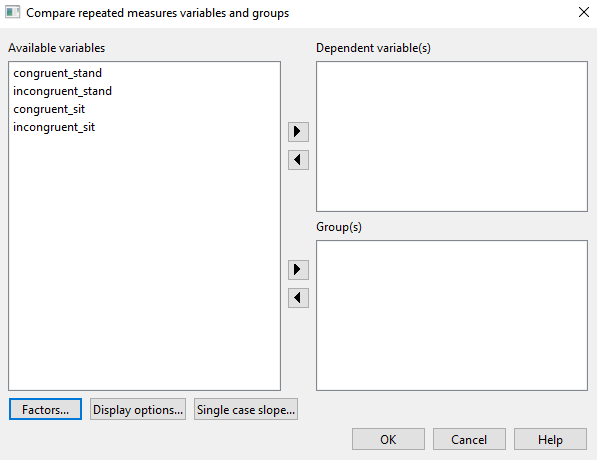 Compare repeated measures variables and groups
Available variables
congruent_stand
incongruent_stand
congruent_sit
incongruent_sit
Dependent variable(s)
Group(s)
Factors...
Display options...
Single case slope...
OK
Cancel
Help